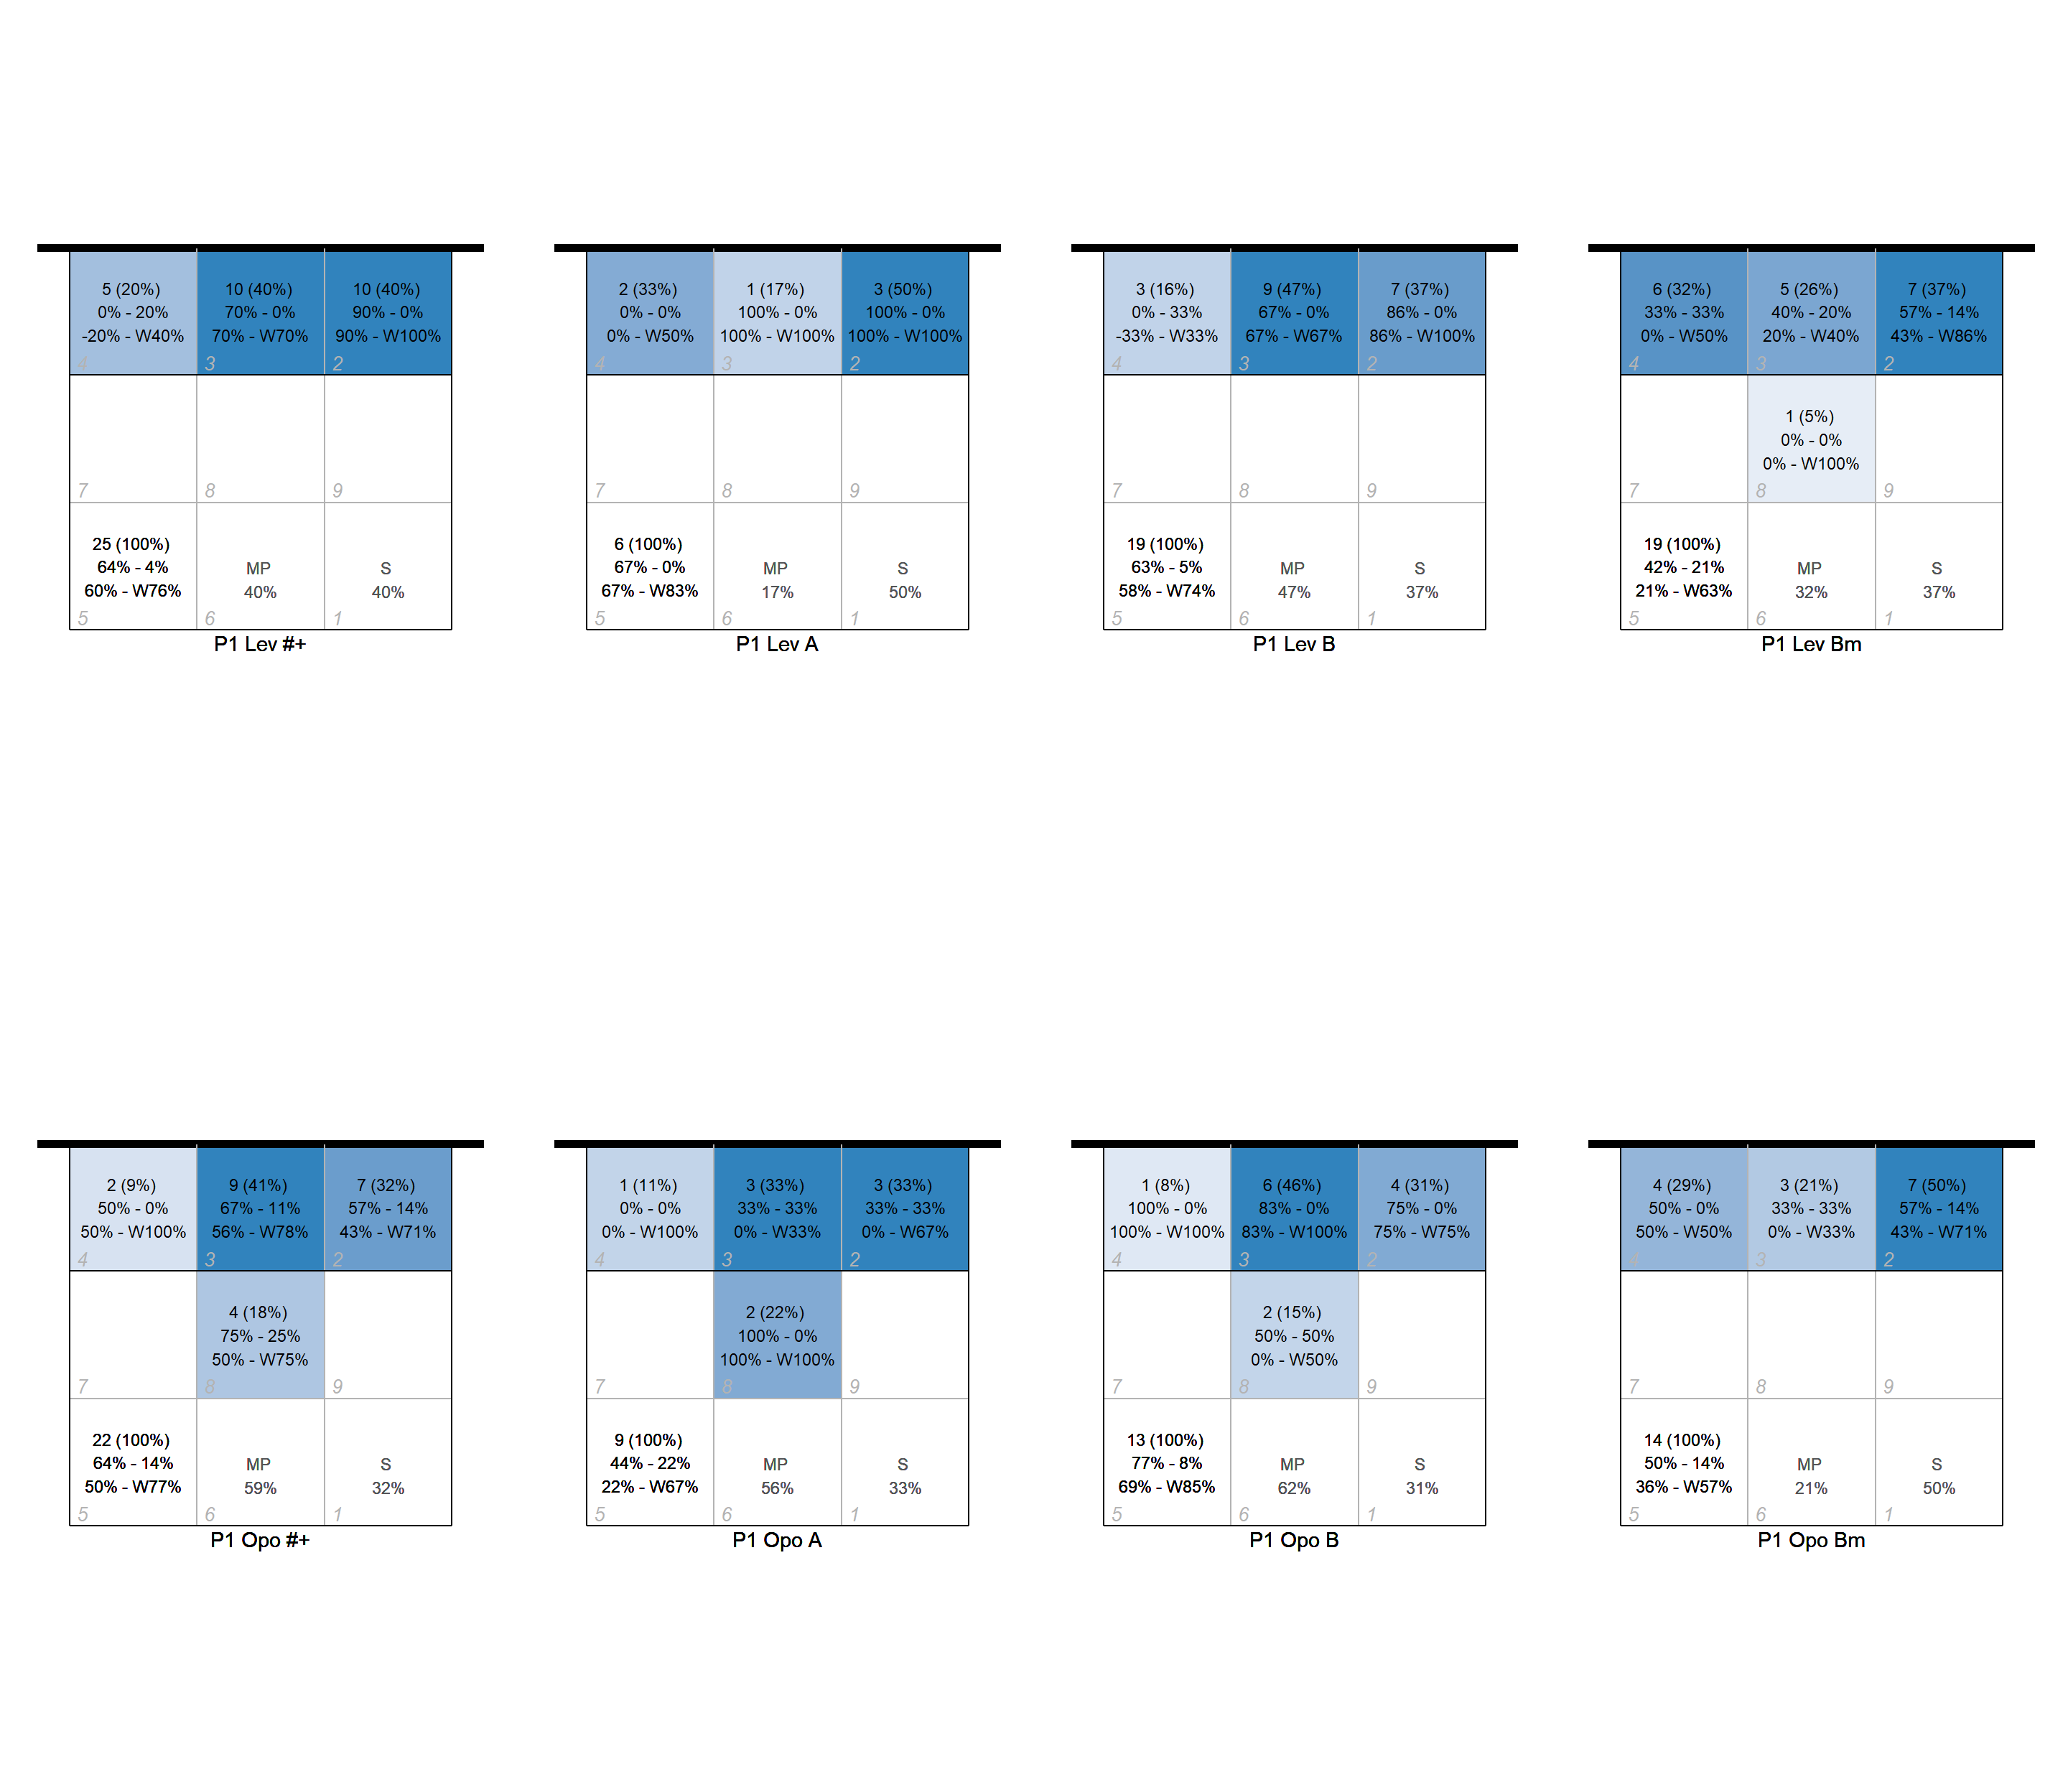 5 (20%)
0% - 20%
-20% - W40%
4
10 (40%)
70% - 0%
70% - W70%
3
10 (40%)
90% - 0%
90% - W100%
2
7
8
9
25 (100%)
64% - 4%
60% - W76%
5
MP
40%
6
S
40%
1
P1 Lev #+
2 (33%)
0% - 0%
0% - W50%
4
1 (17%)
100% - 0%
100% - W100%
3
3 (50%)
100% - 0%
100% - W100%
2
7
8
9
6 (100%)
67% - 0%
67% - W83%
5
MP
17%
6
S
50%
1
P1 Lev A
3 (16%)
0% - 33%
-33% - W33%
4
9 (47%)
67% - 0%
67% - W67%
3
7 (37%)
86% - 0%
86% - W100%
2
7
8
9
19 (100%)
63% - 5%
58% - W74%
5
MP
47%
6
S
37%
1
P1 Lev B
6 (32%)
33% - 33%
0% - W50%
4
5 (26%)
40% - 20%
20% - W40%
3
7 (37%)
57% - 14%
43% - W86%
2
7
1 (5%)
0% - 0%
0% - W100%
8
9
19 (100%)
42% - 21%
21% - W63%
5
MP
32%
6
S
37%
1
P1 Lev Bm
2 (9%)
50% - 0%
50% - W100%
4
9 (41%)
67% - 11%
56% - W78%
3
7 (32%)
57% - 14%
43% - W71%
2
7
4 (18%)
75% - 25%
50% - W75%
8
9
22 (100%)
64% - 14%
50% - W77%
5
MP
59%
6
S
32%
1
P1 Opo #+
1 (11%)
0% - 0%
0% - W100%
4
3 (33%)
33% - 33%
0% - W33%
3
3 (33%)
33% - 33%
0% - W67%
2
7
2 (22%)
100% - 0%
100% - W100%
8
9
9 (100%)
44% - 22%
22% - W67%
5
MP
56%
6
S
33%
1
P1 Opo A
1 (8%)
100% - 0%
100% - W100%
4
6 (46%)
83% - 0%
83% - W100%
3
4 (31%)
75% - 0%
75% - W75%
2
7
2 (15%)
50% - 50%
0% - W50%
8
9
13 (100%)
77% - 8%
69% - W85%
5
MP
62%
6
S
31%
1
P1 Opo B
4 (29%)
50% - 0%
50% - W50%
4
3 (21%)
33% - 33%
0% - W33%
3
7 (50%)
57% - 14%
43% - W71%
2
7
8
9
14 (100%)
50% - 14%
36% - W57%
5
MP
21%
6
S
50%
1
P1 Opo Bm